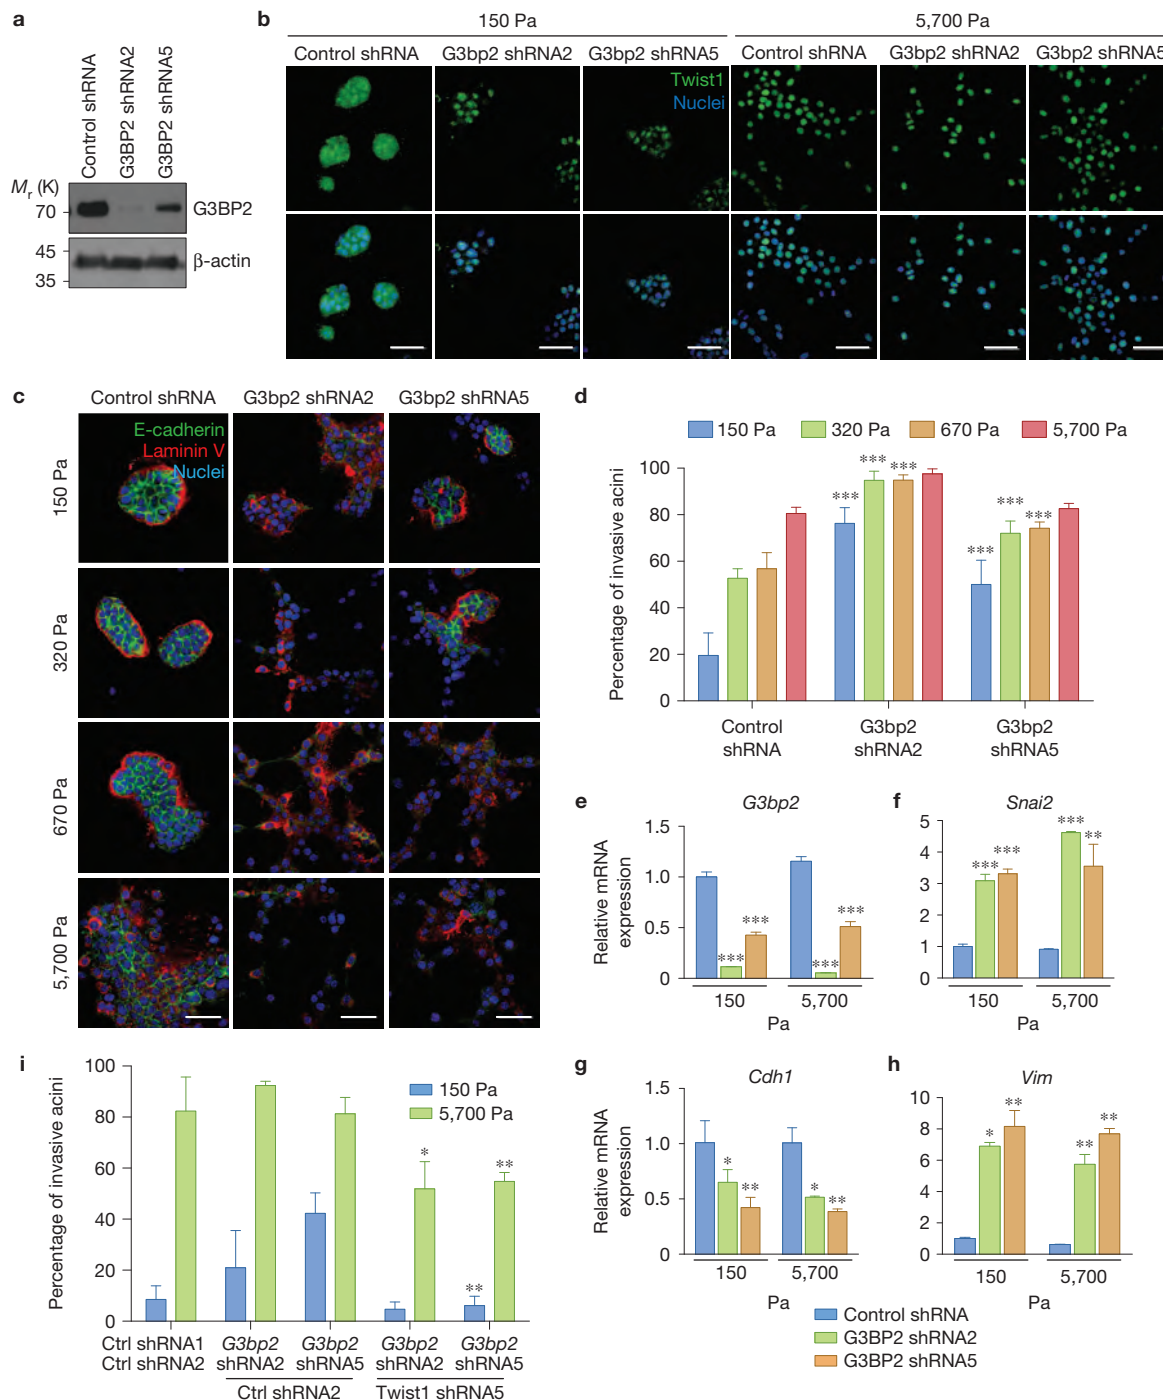 a
Control shRNA
G3BP2 shRNA2
G3BP2 shRNA5
Mr (K)
70
G3BP2
45
β-actin
35
b
150 Pa
5,700 Pa
Control shRNA
G3bp2 shRNA2
G3bp2 shRNA5
Control shRNA
G3bp2 shRNA2
G3bp2 shRNA5
Twist1
Nuclei
c
Control shRNA
G3bp2 shRNA2
G3bp2 shRNA5
E-cadherin
Laminin V
Nuclei
150 Pa
320 Pa
670 Pa
5,700 Pa
d
150 Pa
320 Pa
670 Pa
5,700 Pa
Percentage of invasive acini
100
80
60
40
20
0
***
***
***
***
***
***
Control
shRNA
G3bp2
shRNA2
G3bp2
shRNA5
e
G3bp2
Relative mRNA
expression
1.5
1.0
0.5
0
***
***
***
***
150
5,700
Pa
f
Snai2
5
4
3
2
1
0
***
***
***
**
150
5,700
Pa
g
Cdh1
Relative mRNA
expression
1.5
1.0
0.5
0
*
**
*
**
150
5,700
Pa
h
Vim
8
6
4
2
0
*
**
**
**
150
5,700
Pa
Control shRNA
G3BP2 shRNA2
G3BP2 shRNA5
i
150 Pa
5,700 Pa
Percentage of invasive acini
100
80
60
40
20
0
*
**
**
Ctrl shRNA1
Ctrl shRNA2
G3bp2
shRNA2
G3bp2
shRNA5
G3bp2
shRNA2
G3bp2
shRNA5
Ctrl shRNA2
Twist1 shRNA5